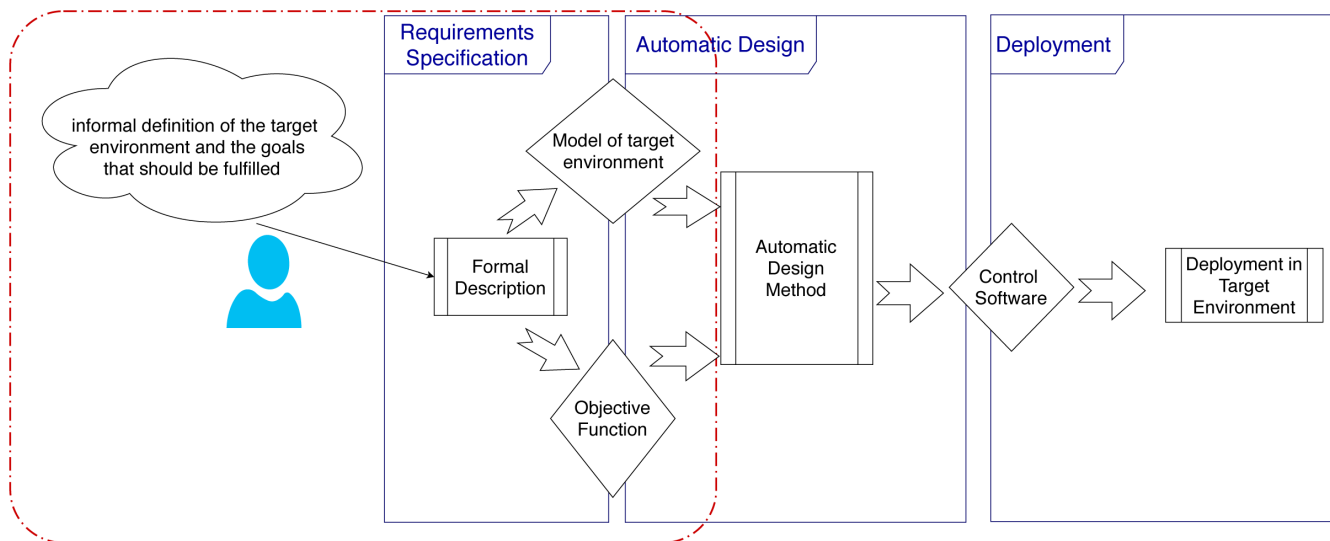 Requirements
Specification
Automatic Design
Deployment
informal definition of the target
environment and the goals
that should be fulfilled
Model of target
environment
Formal
Description
Objective
Function
Automatic
Design
Method
Control
Software
Deployment in
Target
Environment